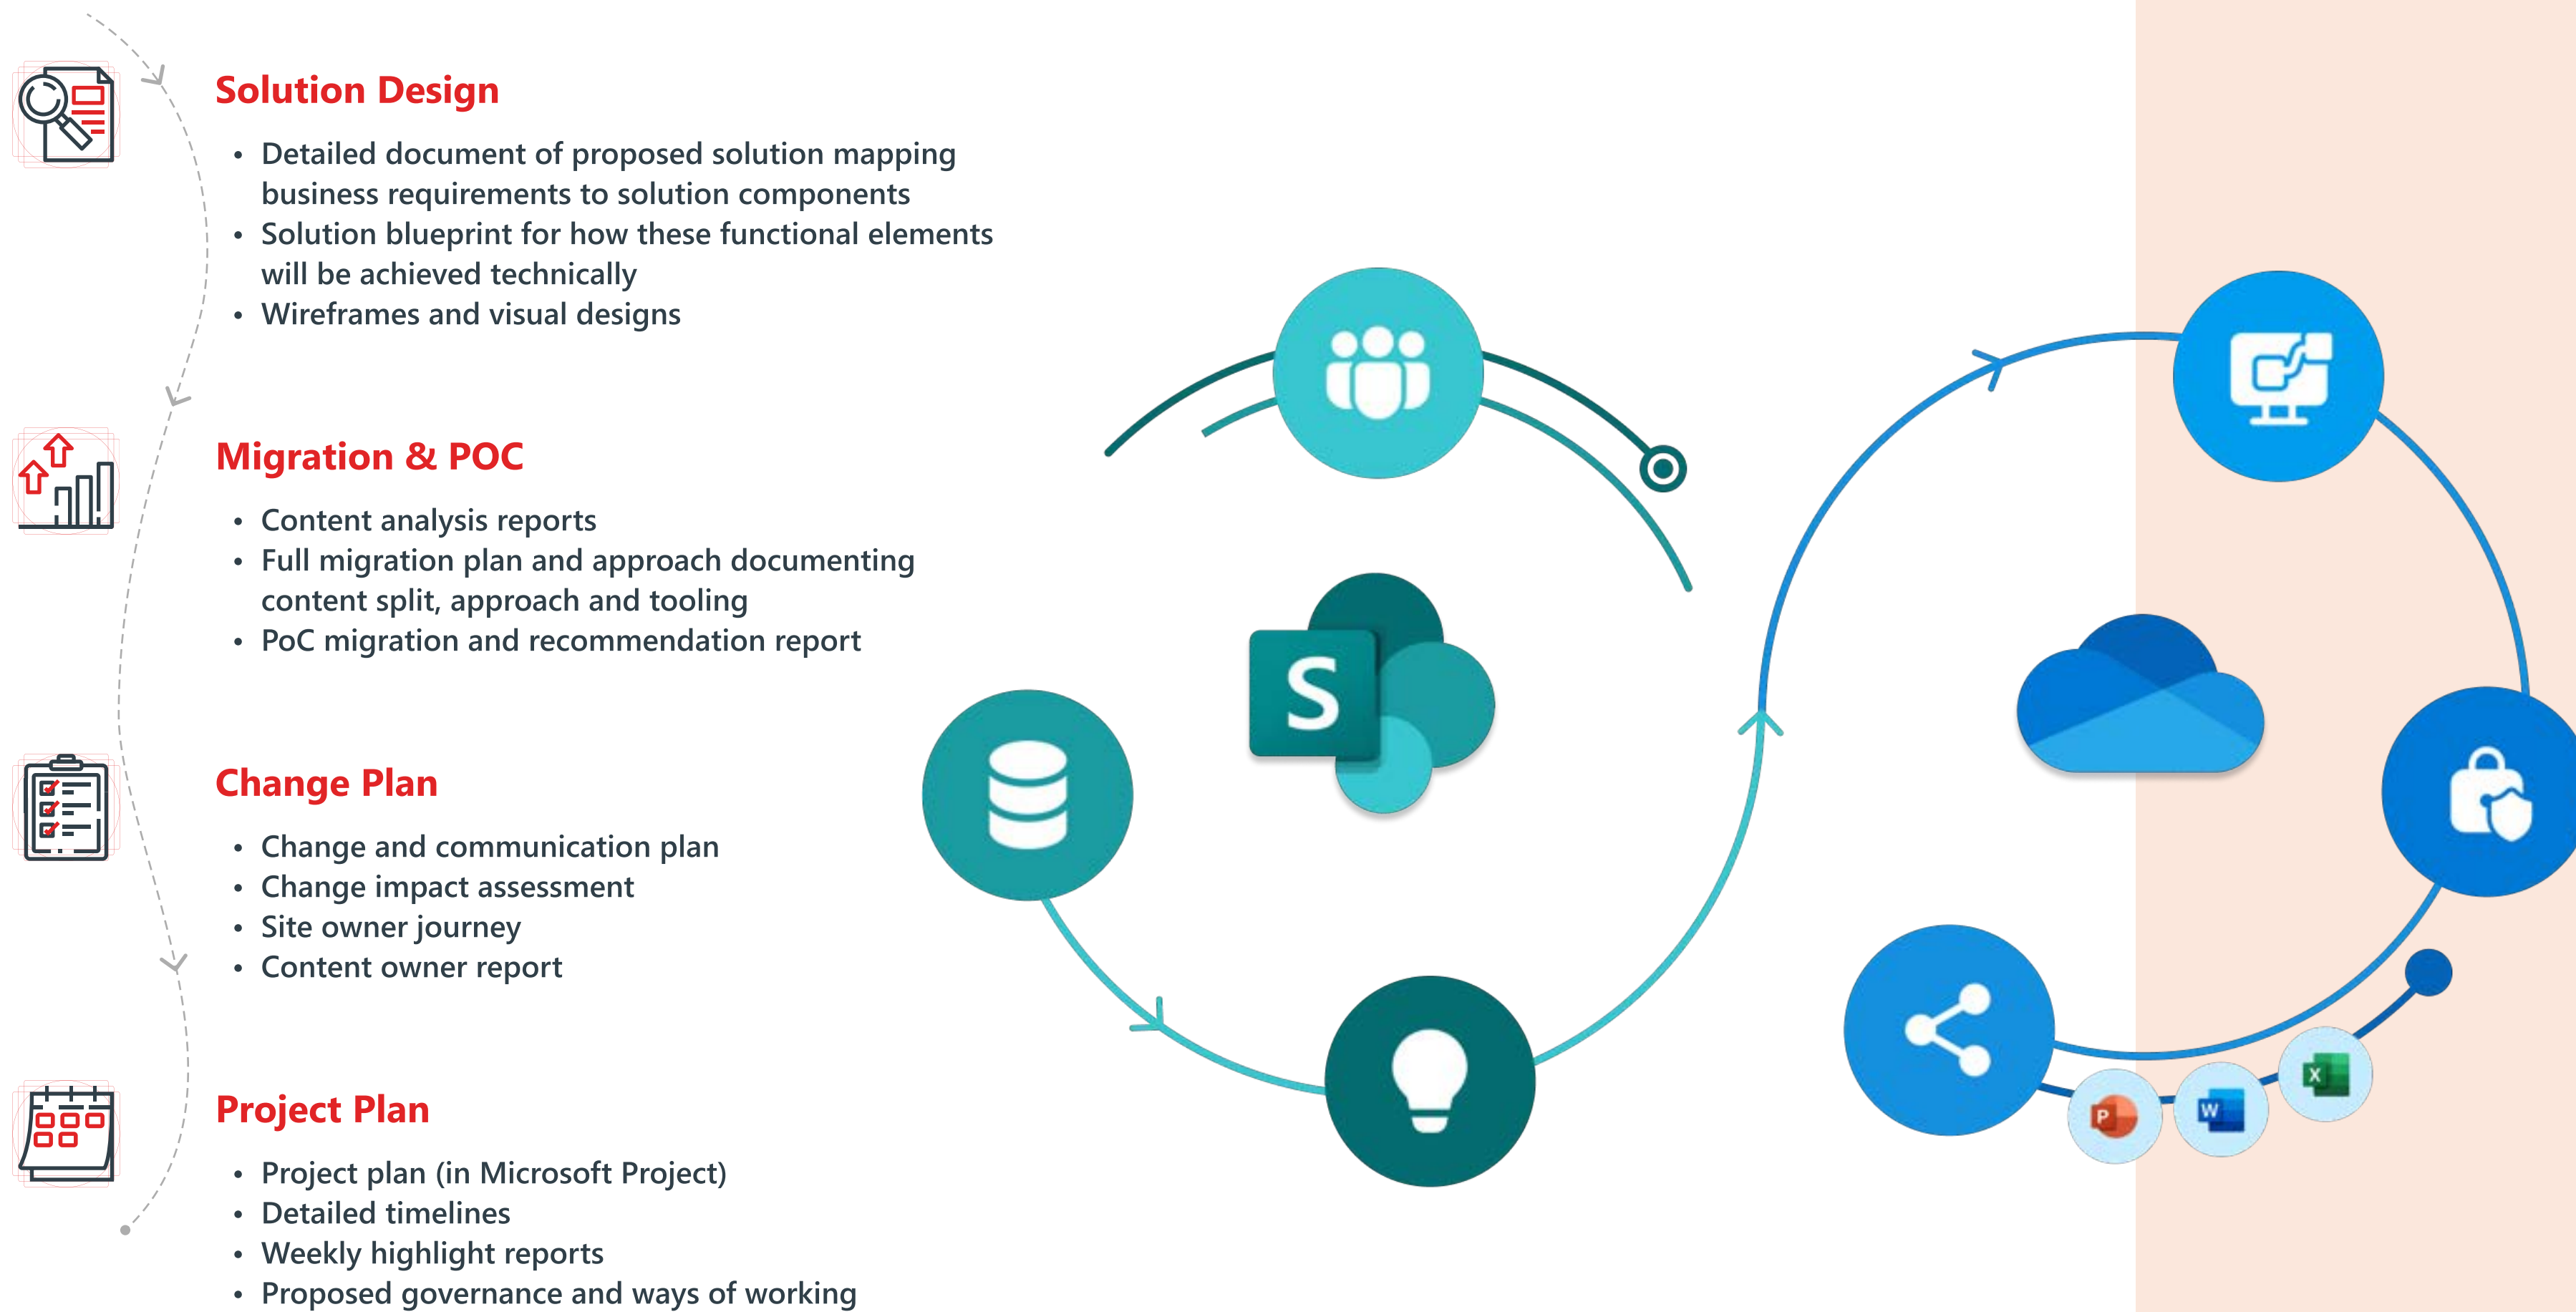 Solution Design
• Detailed document of proposed solution mapping
business requirements to solution components
• Solution blueprint for how these functional elements
will be achieved technically
• Wireframes and visual designs
Migration & POC
• Content analysis reports
• Full migration plan and approach documenting
content split, approach and tooling
• PoC migration and recommendation report
Change Plan
• Change and communication plan
• Change impact assessment
• Site owner journey
• Content owner report
Project Plan
• Project plan (in Microsoft Project)
• Detailed timelines
• Weekly highlight reports
• Proposed governance and ways of working
S
P
W
X